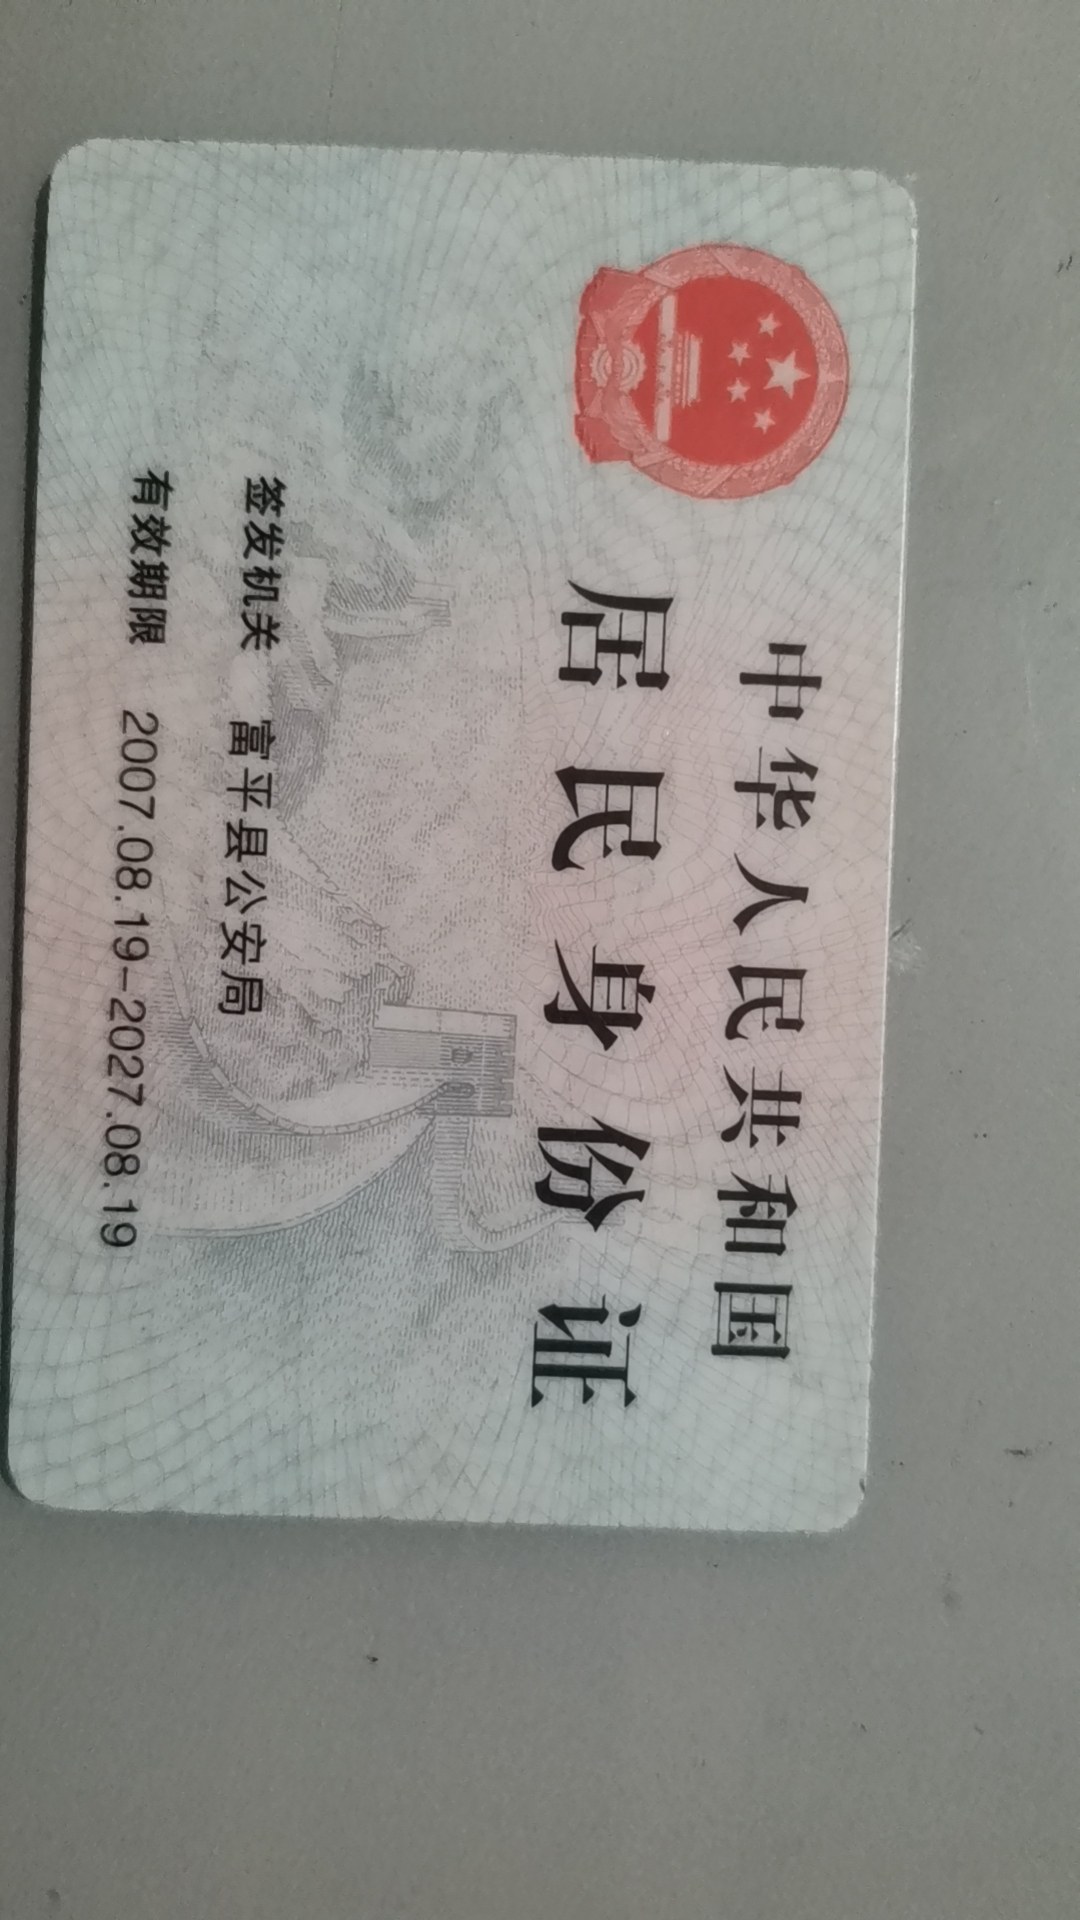 中华人民共和国
居民身份证
签发机关 富平县公安局
有效期限 2007.08.19-2027.08.19